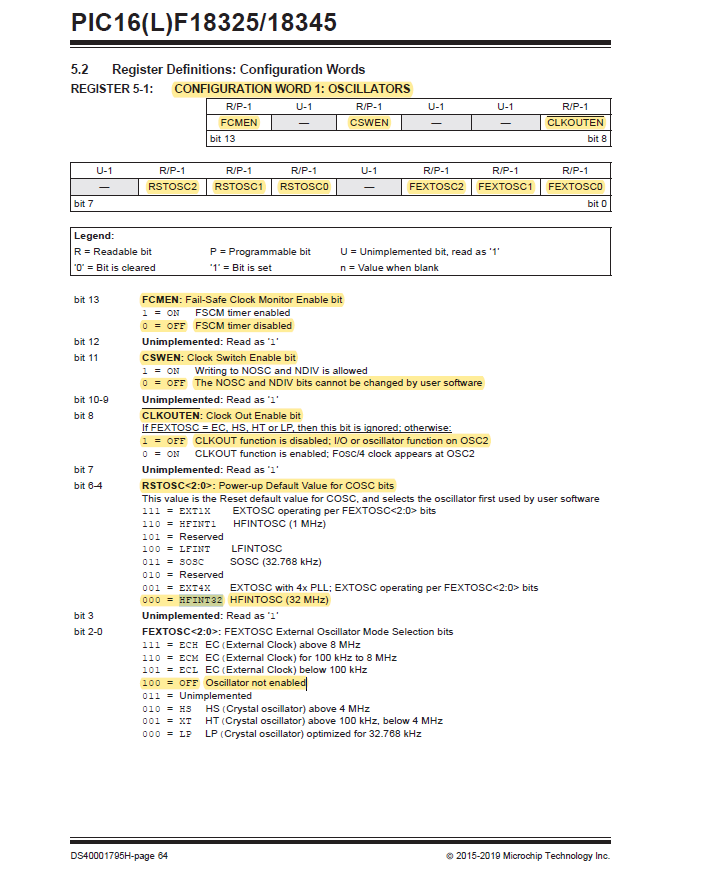 PIC16(L)F18325/18345
5.2 Register Definitions: Configuration Words
REGISTER 5-1: CONFIGURATION WORD 1: OSCILLATORS
R/P-1 U-1 R/P-1 U-1 U-1 R/P-1
FCMEN — CSWEN — — CLKOUTEN
bit 13 bit 8
U-1 R/P-1 R/P-1 R/P-1 U-1 R/P-1 R/P-1 R/P-1
— RSTOSC2 RSTOSC1 RSTOSC0 — FEXTOSC2 FEXTOSC1 FEXTOSC0
bit 7 bit 0
Legend:
R = Readable bit P = Programmable bit U = Unimplemented bit, read as '1'
'0' = Bit is cleared '1' = Bit is set n = Value when blank
bit 13 FCMEN: Fail-Safe Clock Monitor Enable bit
1 = ON FSCM timer enabled
0 = OFF FSCM timer disabled
bit 12 Unimplemented: Read as '1'
bit 11 CSWEN: Clock Switch Enable bit
1 = ON Writing to NOSC and NDIV is allowed
0 = OFF The NOSC and NDIV bits cannot be changed by user software
bit 10-9 Unimplemented: Read as '1'
bit 8 CLKOUTEN: Clock Out Enable bit
If FEXTOSC = EC, HS, HT or LP, then this bit is ignored; otherwise:
1 = OFF CLKOUT function is disabled; I/O or oscillator function on OSC2
0 = ON CLKOUT function is enabled; FOSC/4 clock appears at OSC2
bit 7 Unimplemented: Read as '1'
bit 6-4 RSTOSC<2:0>: Power-up Default Value for COSC bits
This value is the Reset default value for COSC, and selects the oscillator first used by user software
111 = EXT1X EXTOSC operating per FEXTOSC<2:0> bits
110 = HFINT1 HFINTOSC (1 MHz)
101 = Reserved
100 = LFINT LFINTOSC
011 = SOSC SOSC (32.768 kHz)
010 = Reserved
001 = EXT4X EXTOSC with 4x PLL; EXTOSC operating per FEXTOSC<2:0> bits
000 = HFINT32 HFINTOSC (32 MHz)
bit 3 Unimplemented: Read as '1'
bit 2-0 FEXTOSC<2:0>: FEXTOSC External Oscillator Mode Selection bits
111 = ECH EC (External Clock) above 8 MHz
110 = ECM EC (External Clock) for 100 kHz to 8 MHz
101 = ECL EC (External Clock) below 100 kHz
100 = OFF Oscillator not enabled
011 = Unimplemented
010 = HS HS (Crystal oscillator) above 4 MHz
001 = XT HT (Crystal oscillator) above 100 kHz, below 4 MHz
000 = LP LP (Crystal oscillator) optimized for 32.768 kHz
DS40001795H-page 64 © 2015-2019 Microchip Technology Inc.